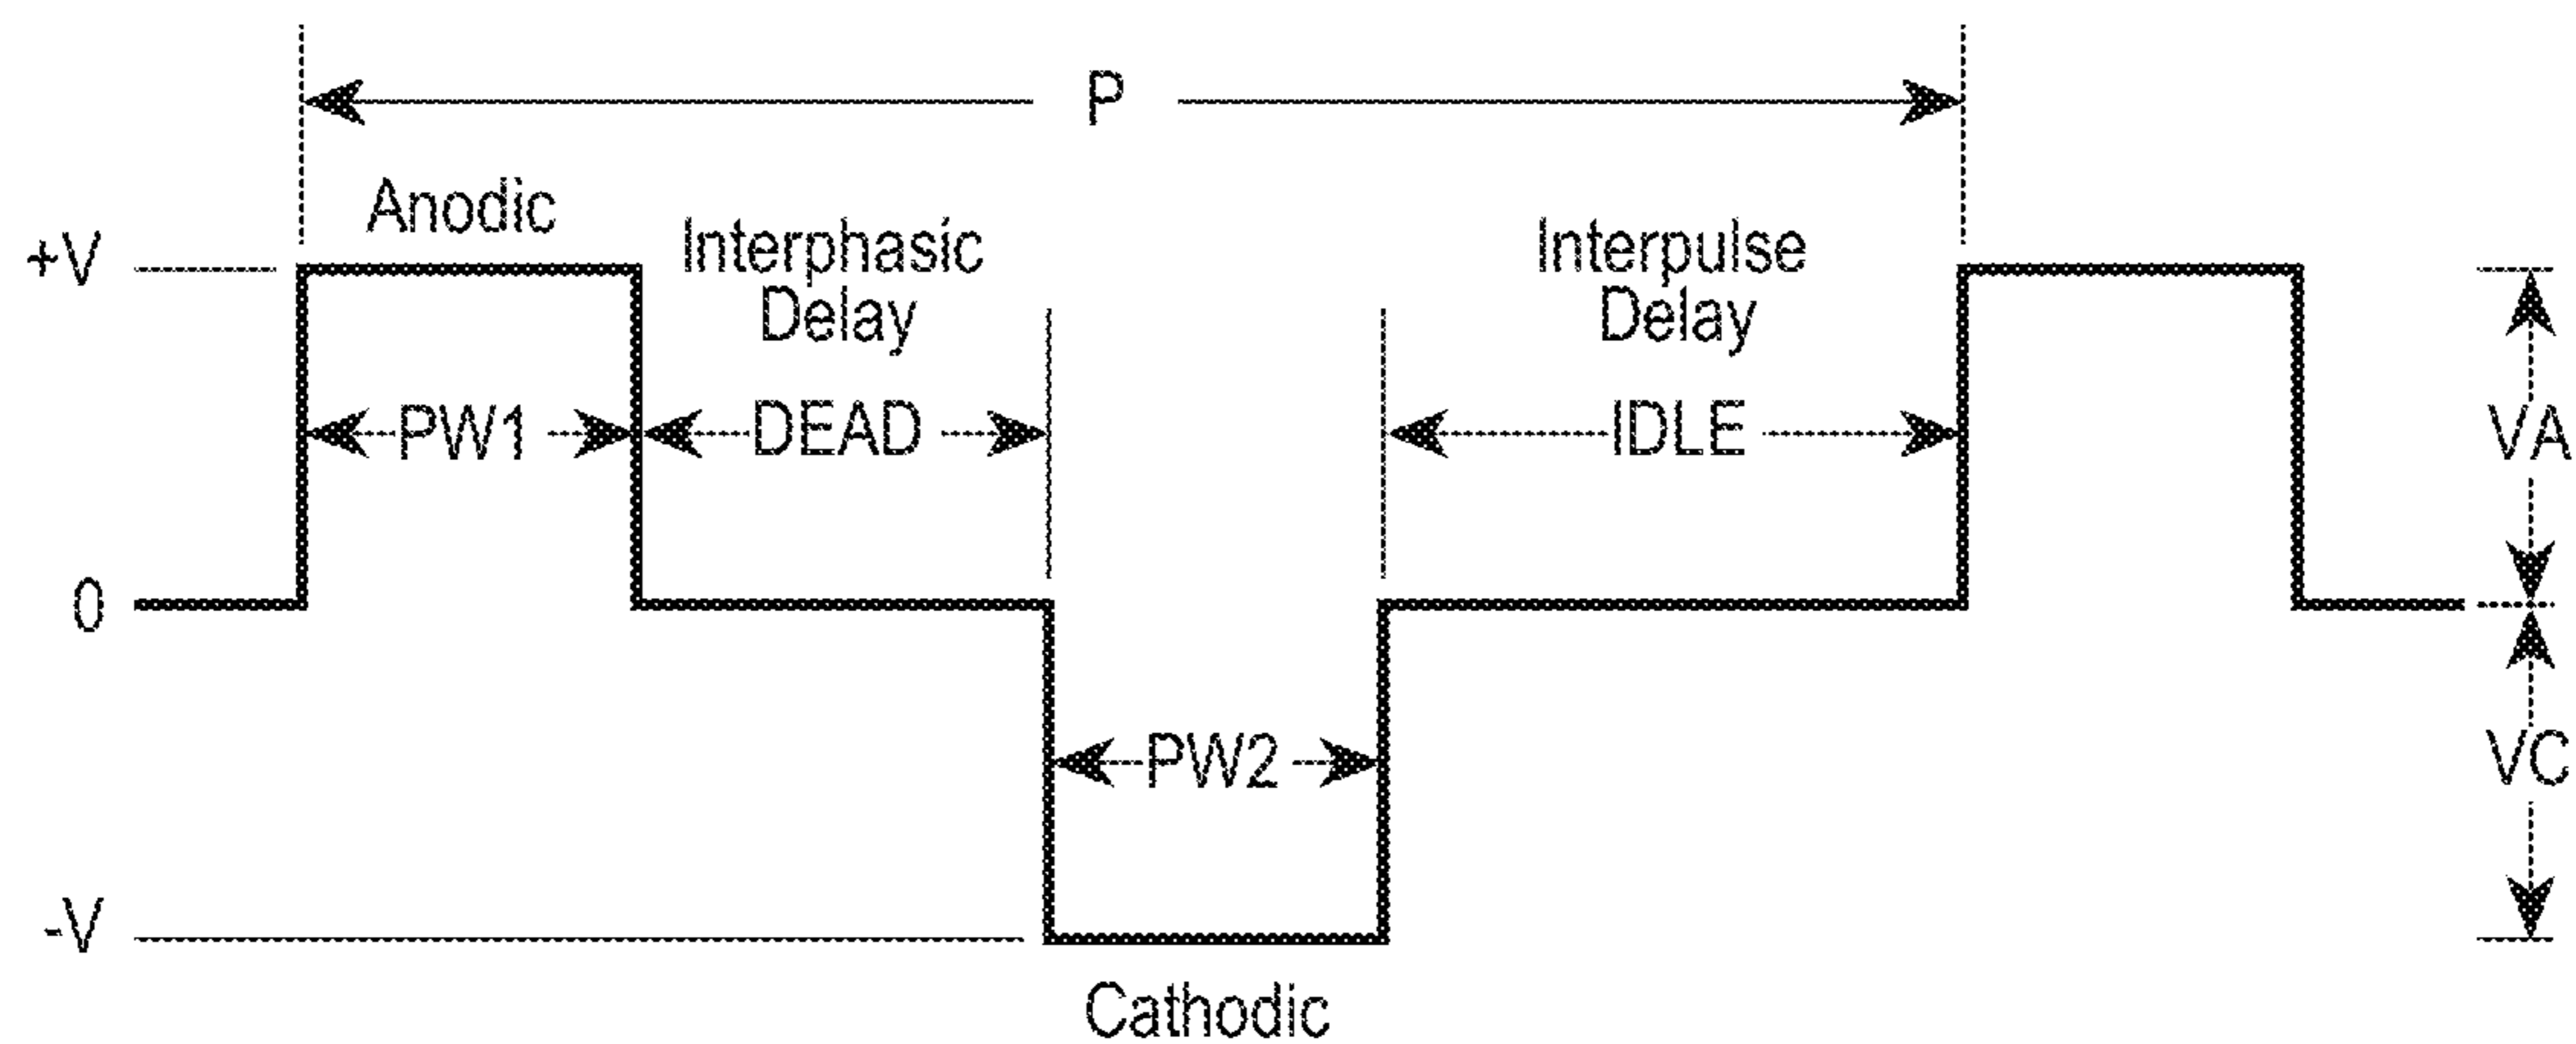 P
Anodic
+V
Interphasic
Delay
Interpulse
Delay
PW1
DEAD
IDLE
VA
0
PW2
VC
-V
Cathodic